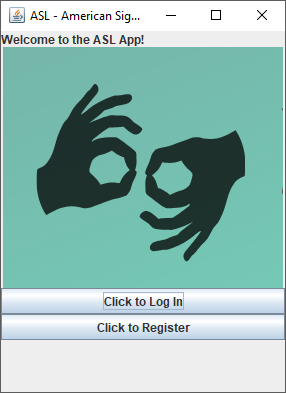 ASL - American Sig...
Welcome to the ASL App!
Click to Log In
Click to Register